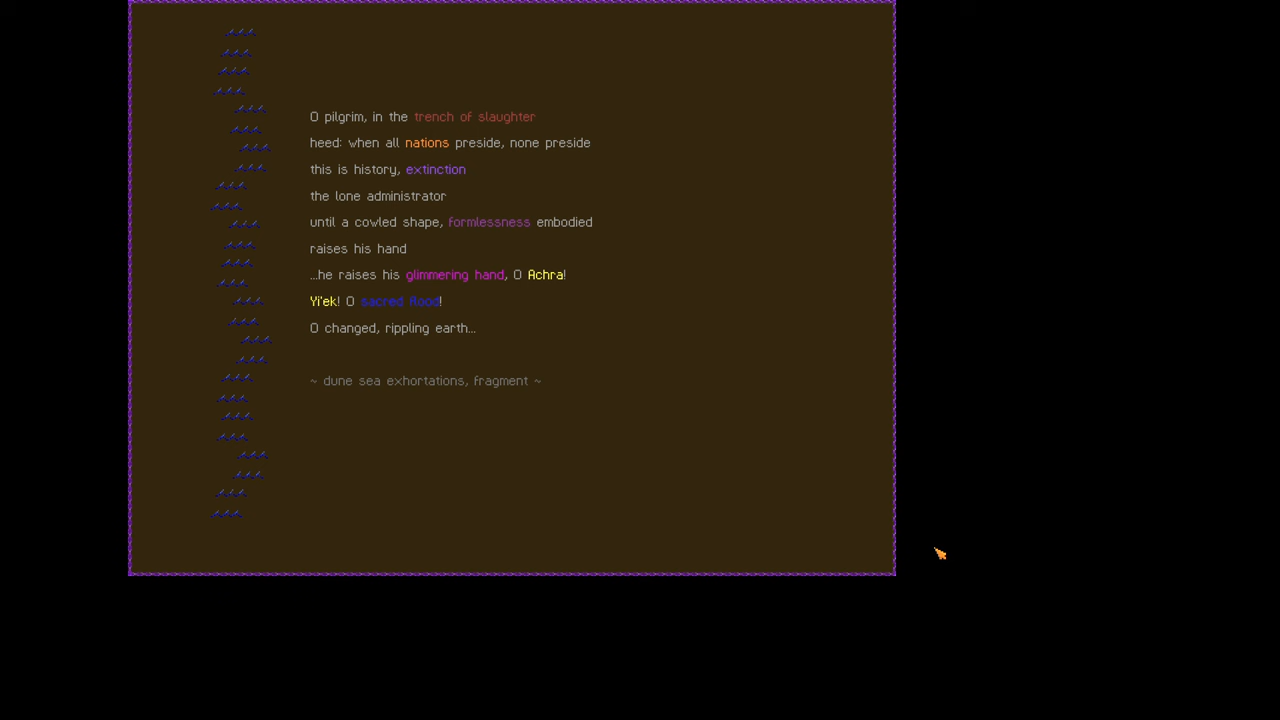 O pilgrim, in the trench of slaughter
heed: when all nations preside, none preside
this is history, extinction
the lone administrator
until a cowled shape, formlessness embodied
raises his hand
...he raises his glimmering hand, O Achra!
Yi'ek! O sacred flood!
O changed, rippling earth...
~ dune sea exhortations, fragment ~